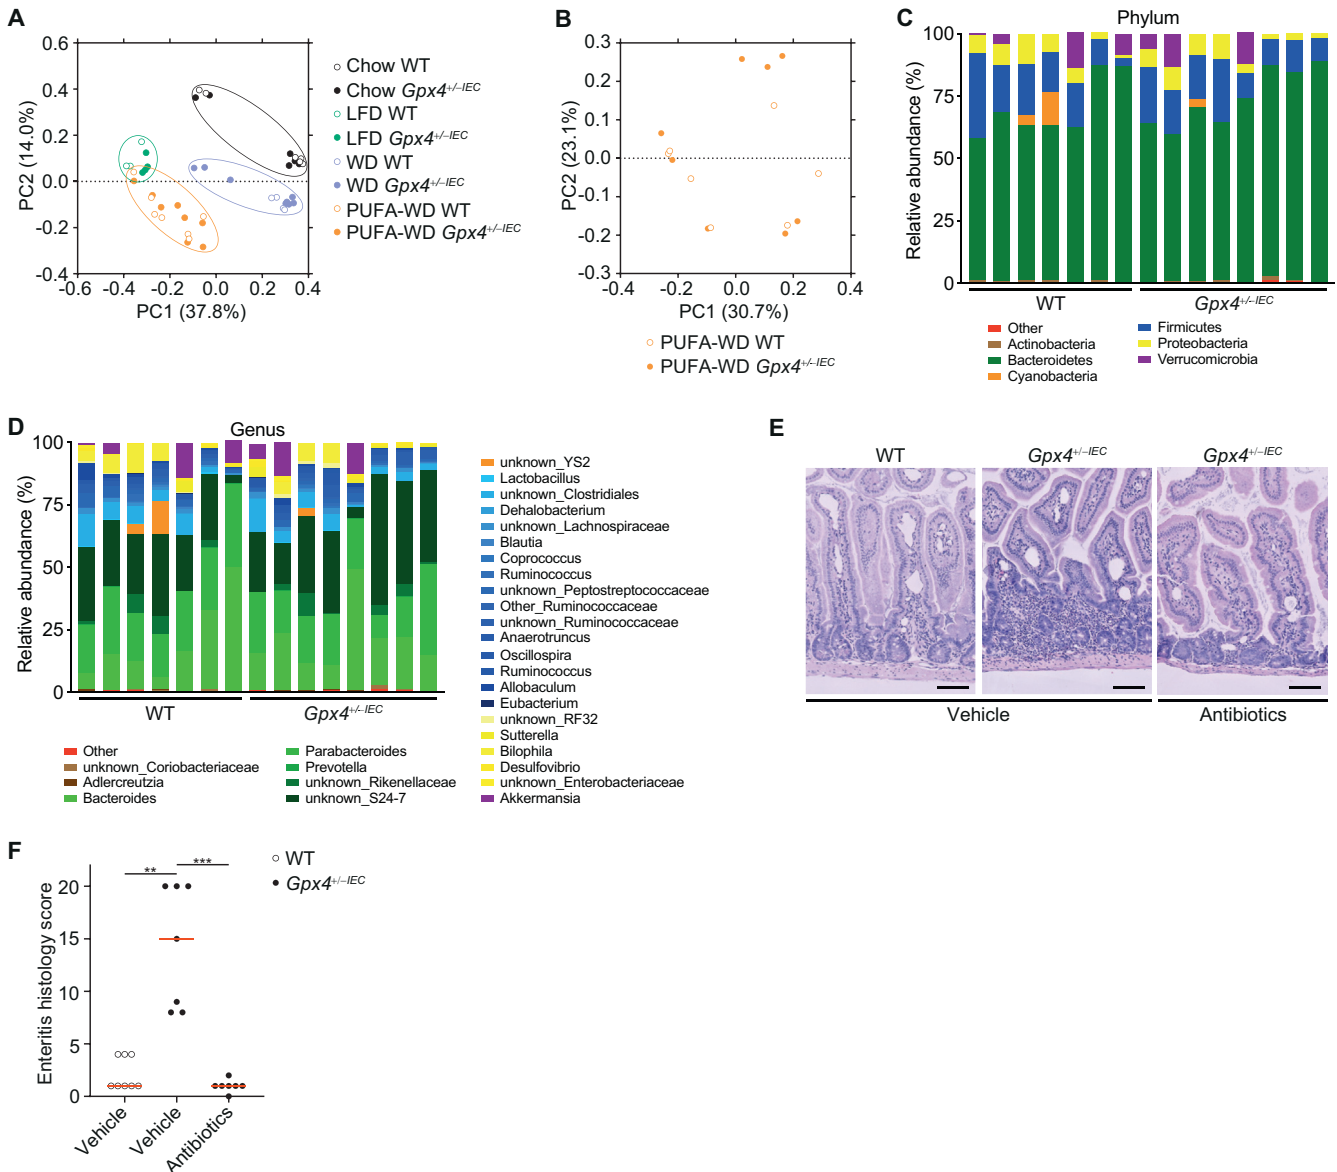 A
0.6
0.4
0.2
0.0
-0.2
-0.4
-0.6
-0.4
-0.2
0.0
0.2
0.4
PC2 (14.0%)
PC1 (37.8%)
Chow WT
Chow Gpx4+/–IEC
LFD WT
LFD Gpx4+/–IEC
WD WT
WD Gpx4+/–IEC
PUFA-WD WT
PUFA-WD Gpx4+/–IEC
B
0.3
0.2
0.1
0.0
-0.1
-0.2
-0.3
-0.4
-0.2
0.0
0.2
0.4
PC2 (23.1%)
PC1 (30.7%)
PUFA-WD WT
PUFA-WD Gpx4+/–IEC
C
Phylum
100
75
50
25
0
Relative abundance (%)
WT
Gpx4+/–IEC
Other
Actinobacteria
Bacteroidetes
Cyanobacteria
Firmicutes
Proteobacteria
Verrucomicrobia
D
Genus
100
75
50
25
0
Relative abundance (%)
WT
Gpx4+/–IEC
Other
unknown_Coriobacteriaceae
Adlercreutzia
Bacteroides
Parabacteroides
Prevotella
unknown_Rikenellaceae
unknown_S24-7
unknown_YS2
Lactobacillus
unknown_Clostridiales
Dehalobacterium
unknown_Lachnospiraceae
Blautia
Coprococcus
Ruminococcus
unknown_Peptostreptococcaceae
Other_Ruminococcaceae
unknown_Ruminococcaceae
Anaerotruncus
Oscillospira
Ruminococcus
Allobaculum
Eubacterium
unknown_RF32
Sutterella
Bilophila
Desulfovibrio
unknown_Enterobacteriaceae
Akkermansia
E
WT
Gpx4+/–IEC
Gpx4+/–IEC
Vehicle
Antibiotics
F
WT
Gpx4+/–IEC
**
***
20
15
10
5
0
Enteritis histology score
Vehicle
Vehicle
Antibiotics